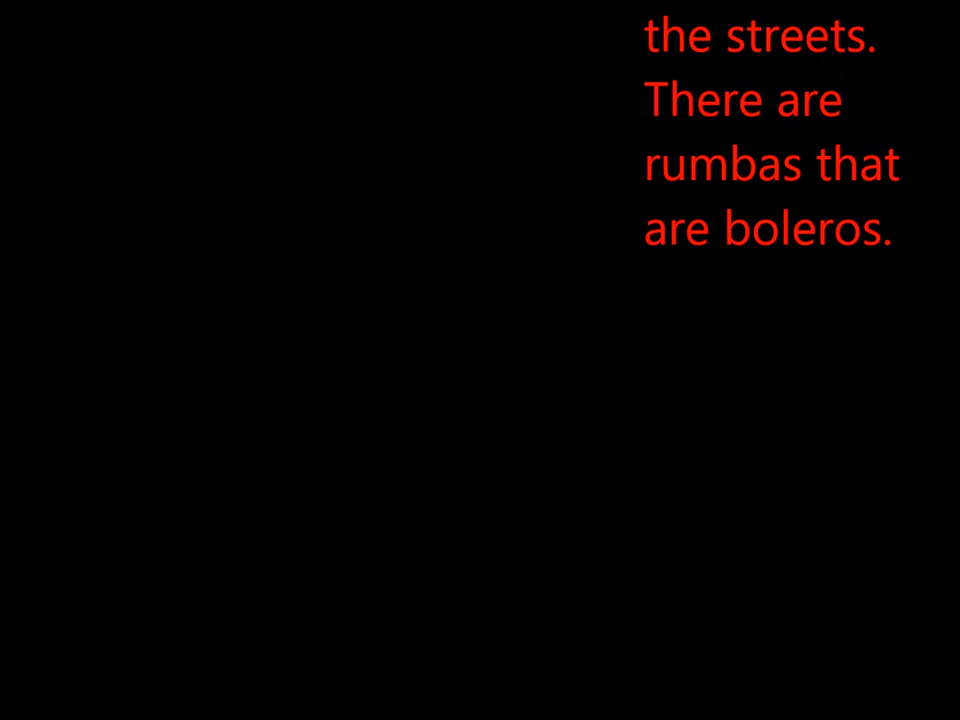 the streets.
There are
rumbas that
are boleros.